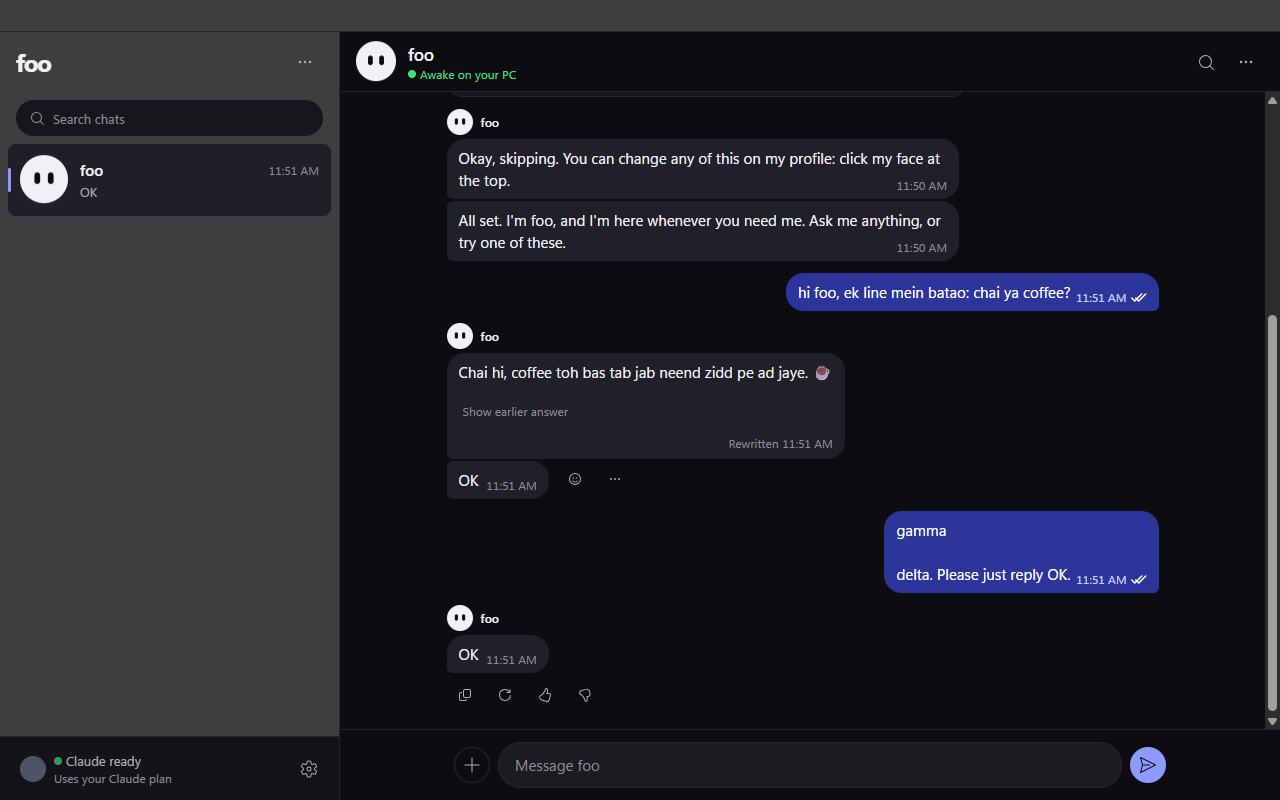 foo
Search chats
foo
11:51 AM
OK
Claude ready
Uses your Claude plan
foo
Awake on your PC
foo
Okay, skipping. You can change any of this on my profile: click my face at
the top.
11:50 AM
All set. I'm foo, and I'm here whenever you need me. Ask me anything, or
try one of these.
11:50 AM
hi foo, ek line mein batao: chai ya coffee? 11:51 AM
foo
Chai hi, coffee toh bas tab jab neend zidd pe ad jaye. ☕
Show earlier answer
Rewritten 11:51 AM
OK 11:51 AM
gamma
delta. Please just reply OK. 11:51 AM
foo
OK 11:51 AM
Message foo